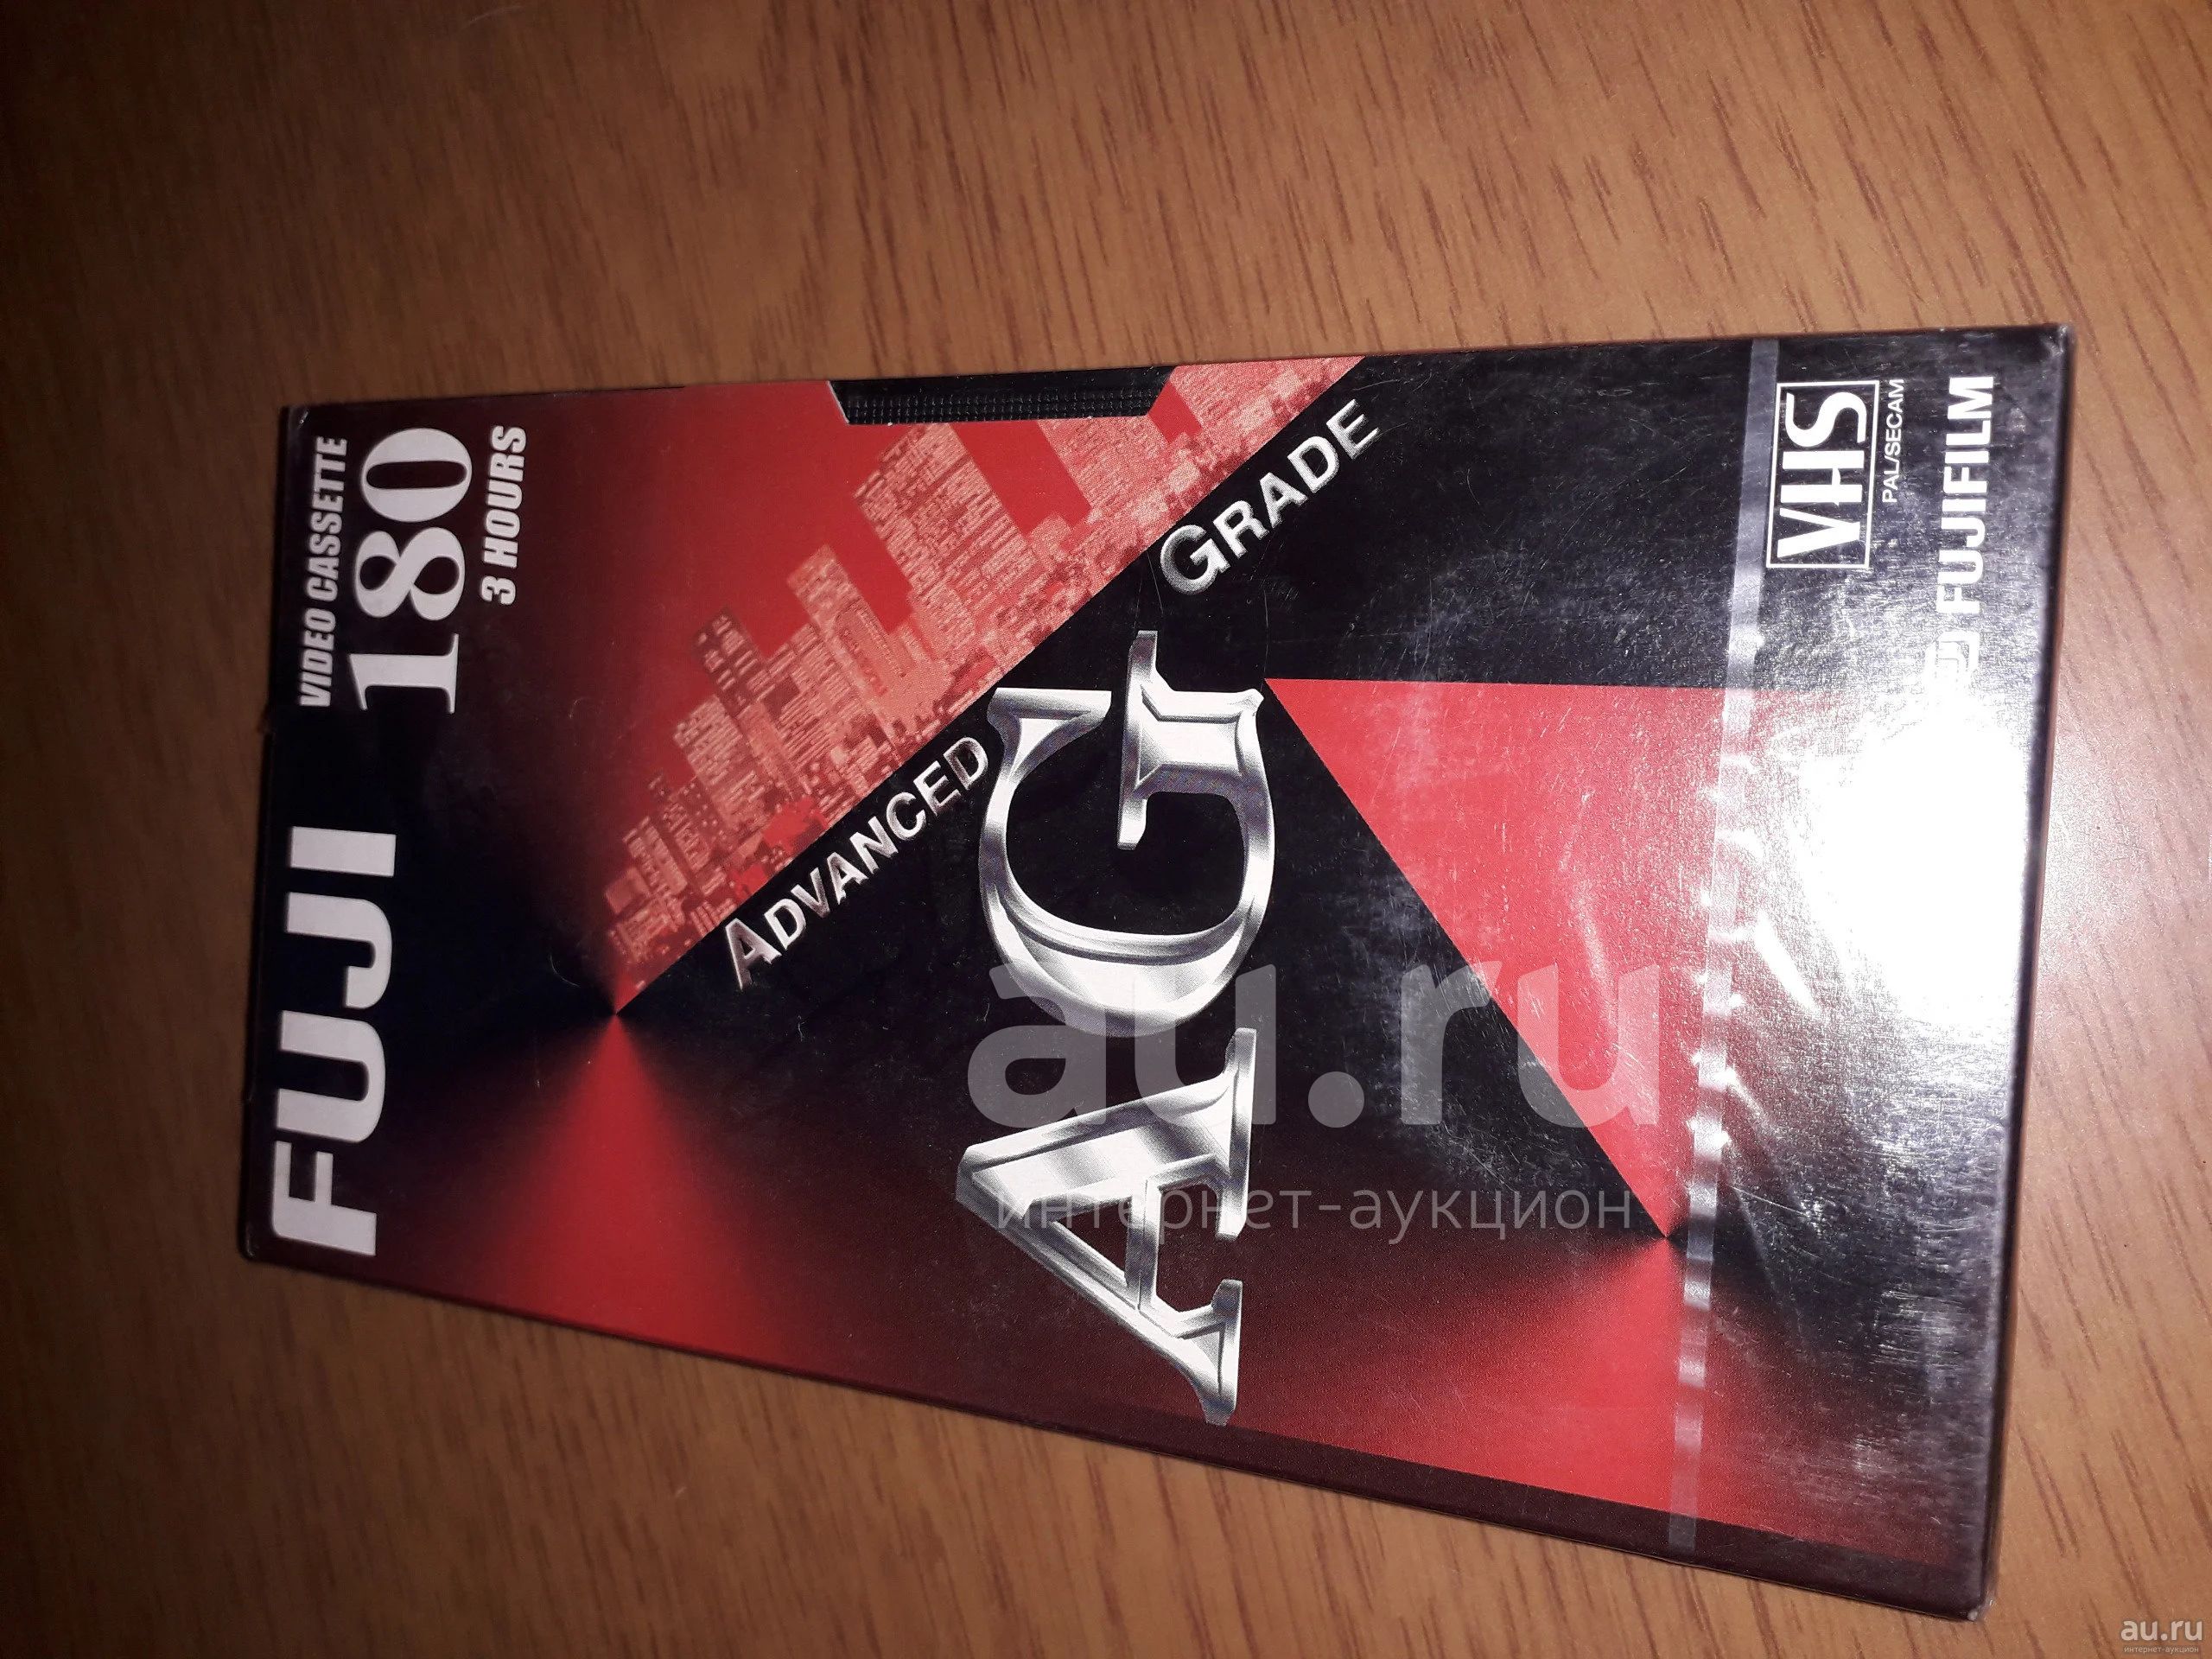 FUJI
VIDEO CASSETTE
180
3 HOURS
ADVANCED
GRADE
AG
VHS
PAL/SECAM
FUJIFILM
au.ru
интернет-аукцион
au.ru
интернет-аукцион